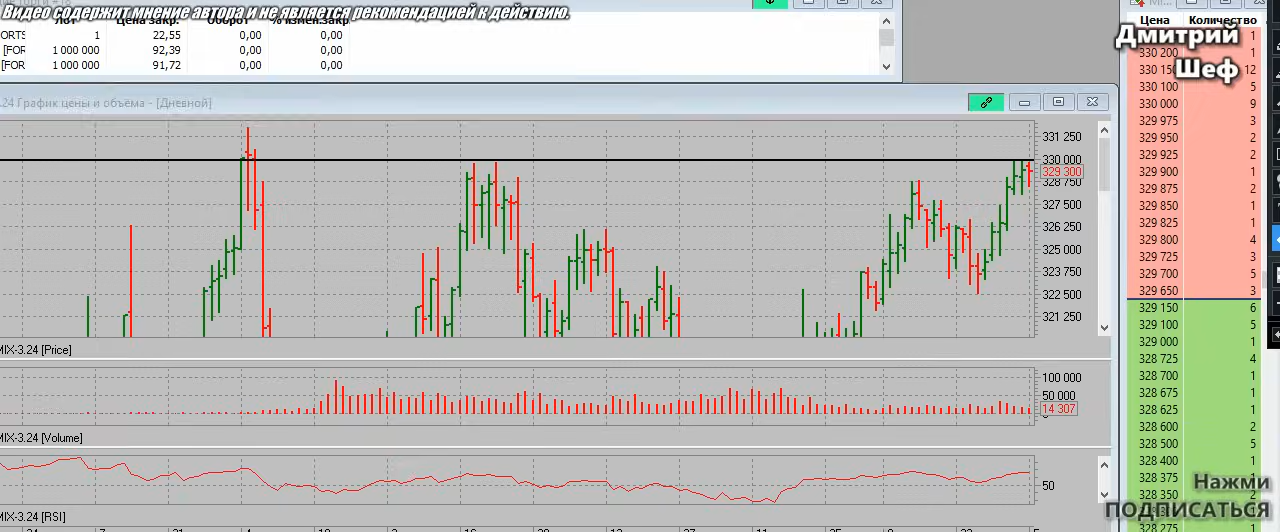 Видео содержит мнение автора и не является рекомендацией к действию.
Лот Цена закр. Оборот % измен.закр.
1 22,55 0,00 0,00
[FOR 1 000 000 92,39 0,00 0,00
[FOR 1 000 000 91,72 0,00 0,00
.24 График цены и объёма - [Дневной]
331 250
330 000
329 300
328 750
327 500
326 250
325 000
323 750
322 500
321 250
MIX-3.24 [Price]
100 000
50 000
14 307
0
MIX-3.24 [Volume]
50
MIX-3.24 [RSI]
Цена Количество
Дмитрий
Шеф
1
330 200 1
330 150 12
330 100 5
330 000 9
329 975 3
329 950 2
329 925 2
329 900 1
329 875 2
329 850 1
329 825 1
329 800 4
329 725 3
329 700 5
329 650 3
329 150 6
329 100 5
329 000 1
328 725 4
328 700 1
328 675 1
328 625 1
328 600 2
328 500 5
328 400 1
328 375
328 350 2
Нажми
ПОДПИСАТЬСЯ